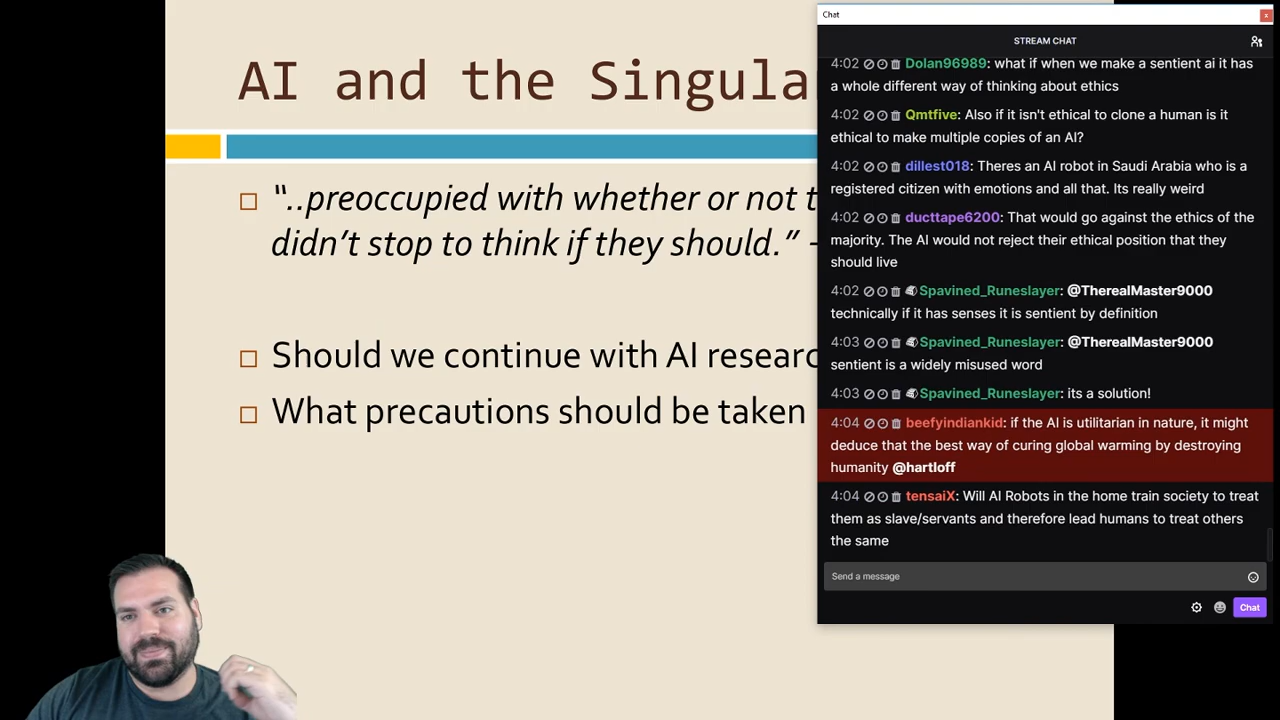 AI and the Singula
“..preoccupied with whether or not t
didn’t stop to think if they should.” -
Should we continue with AI researc
What precautions should be taken
Chat
x
STREAM CHAT
4:02 Dolan96989: what if when we make a sentient ai it has
a whole different way of thinking about ethics
4:02 Qmtfive: Also if it isn't ethical to clone a human is it
ethical to make multiple copies of an AI?
4:02 dillest018: Theres an AI robot in Saudi Arabia who is a
registered citizen with emotions and all that. Its really weird
4:02 ducttape6200: That would go against the ethics of the
majority. The AI would not reject their ethical position that they
should live
4:02 Spavined_Runeslayer: @TherealMaster9000
technically if it has senses it is sentient by definition
4:03 Spavined_Runeslayer: @TherealMaster9000
sentient is a widely misused word
4:03 Spavined_Runeslayer: its a solution!
4:04 beefyindiankid: if the AI is utilitarian in nature, it might
deduce that the best way of curing global warming by destroying
humanity @hartloff
4:04 tensaiX: Will AI Robots in the home train society to treat
them as slave/servants and therefore lead humans to treat others
the same
Send a message
Chat